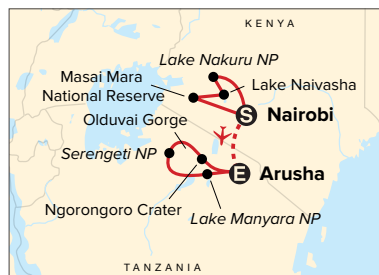 KENYA
Lake Nakuru NP
Masai Mara
National Reserve
Lake Naivasha
S
Nairobi
Olduvai Gorge
Serengeti NP
E
Arusha
Ngorongoro Crater
Lake Manyara NP
TANZANIA